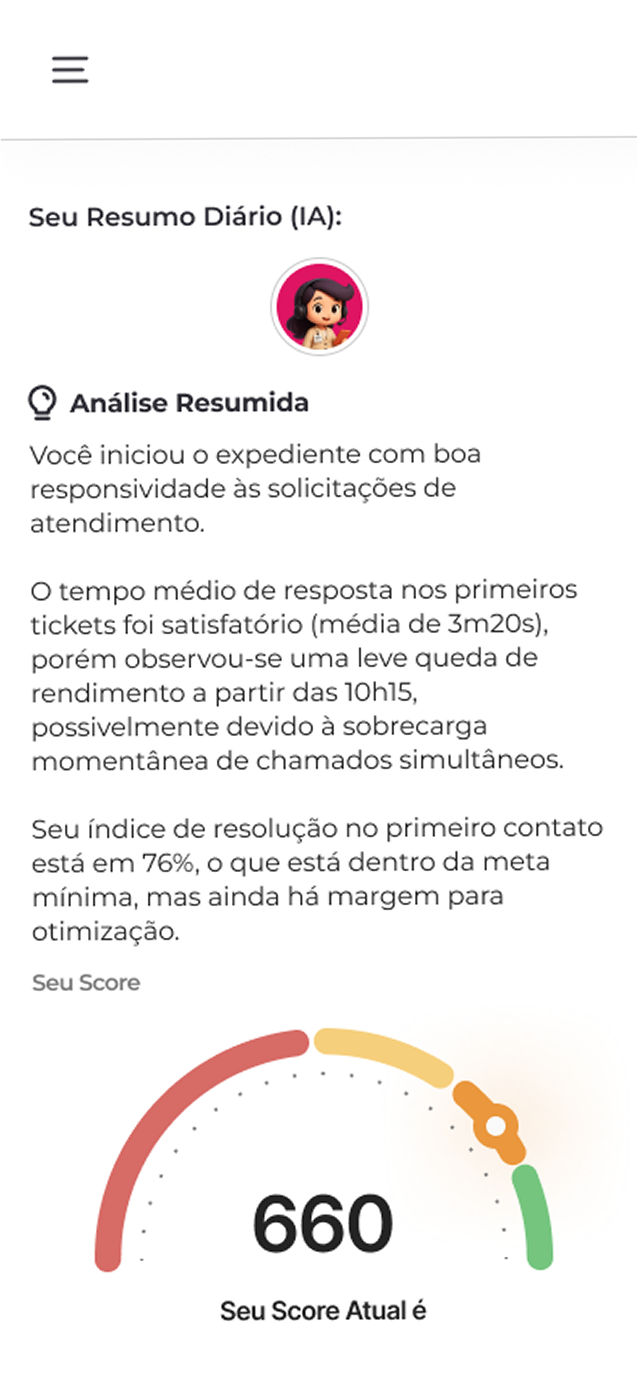 Seu Resumo Diário (IA):
Análise Resumida
Você iniciou o expediente com boa
responsividade às solicitações de
atendimento.
O tempo médio de resposta nos primeiros
tickets foi satisfatório (média de 3m20s),
porém observou-se uma leve queda de
rendimento a partir das 10h15,
possivelmente devido à sobrecarga
momentânea de chamados simultâneos.
Seu índice de resolução no primeiro contato
está em 76%, o que está dentro da meta
mínima, mas ainda há margem para
otimização.
Seu Score
660
Seu Score Atual é